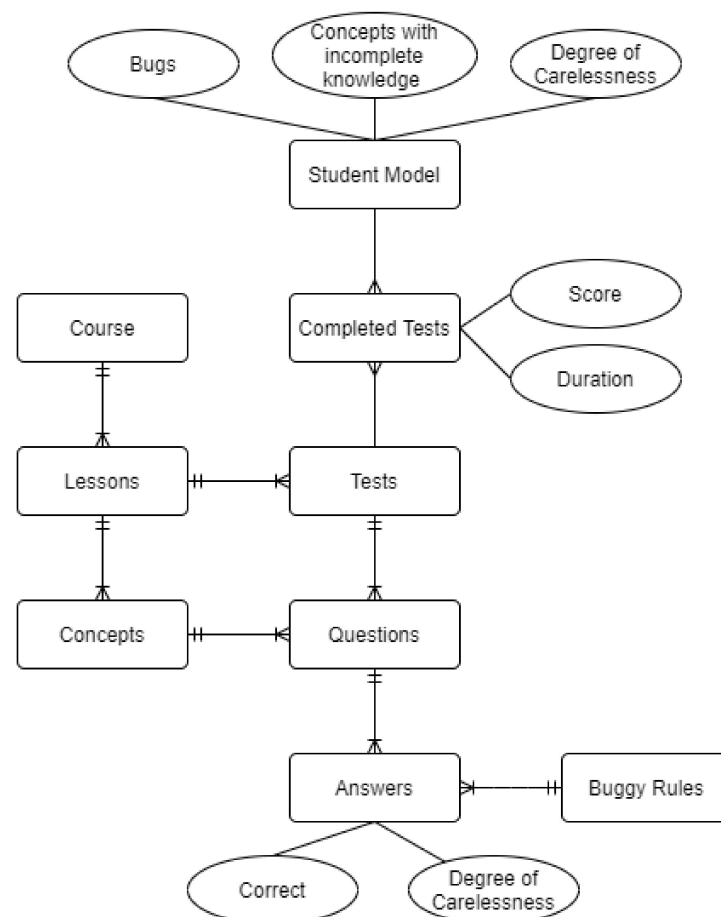 Bugs
Concepts with
incomplete
knowledge
Degree of
Carelessness
Student Model
Course
Completed Tests
Score
Duration
Lessons
Tests
Concepts
Questions
Answers
Buggy Rules
Correct
Degree of
Carelessness